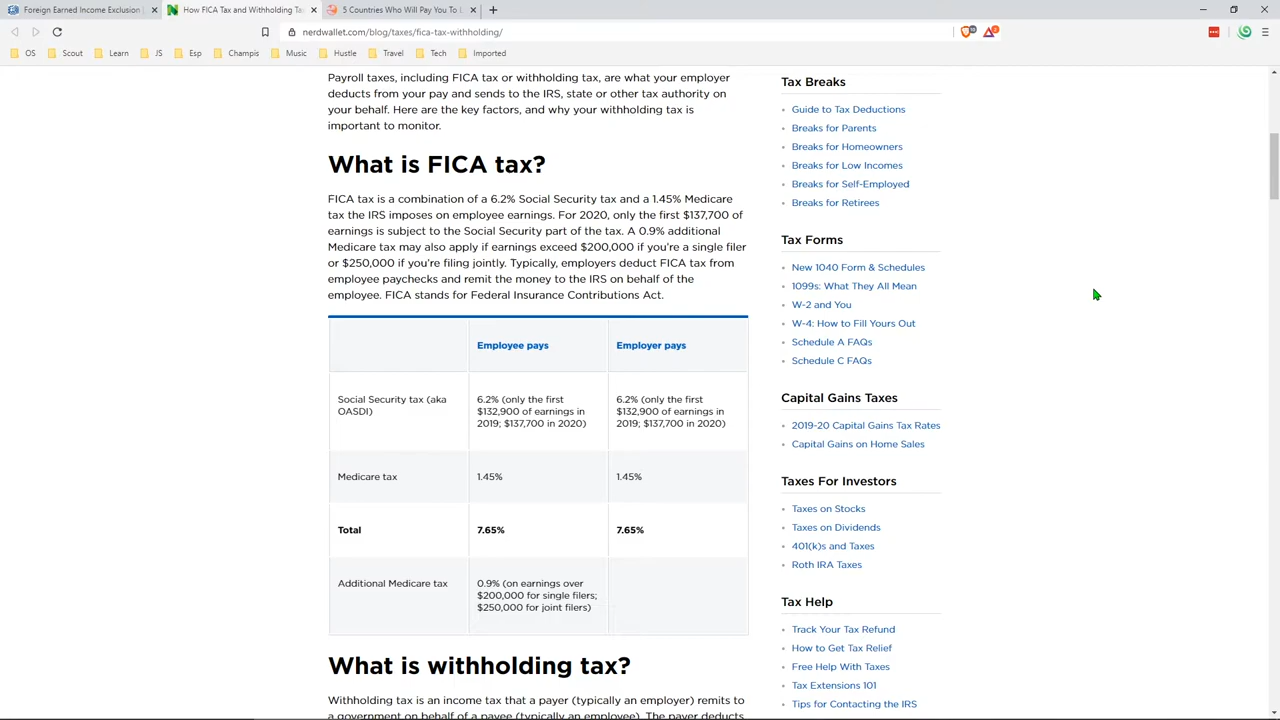 Foreign Earned Income Exclusion |
How FICA Tax and Withholding Ta
5 Countries Who Will Pay You To L
nerdwallet.com/blog/taxes/fica-tax-withholding/
OS
Scout
Learn
JS
Esp
Champis
Music
Hustle
Travel
Tech
Imported
Payroll taxes, including FICA tax or withholding tax, are what your employer
deducts from your pay and sends to the IRS, state or other tax authority on
your behalf. Here are the key factors, and why your withholding tax is
important to monitor.
What is FICA tax?
FICA tax is a combination of a 6.2% Social Security tax and a 1.45% Medicare
tax the IRS imposes on employee earnings. For 2020, only the first $137,700 of
earnings is subject to the Social Security part of the tax. A 0.9% additional
Medicare tax may also apply if earnings exceed $200,000 if you're a single filer
or $250,000 if you're filing jointly. Typically, employers deduct FICA tax from
employee paychecks and remit the money to the IRS on behalf of the
employee. FICA stands for Federal Insurance Contributions Act.
Employee pays
Employer pays
Social Security tax (aka
OASDI)
6.2% (only the first
$132,900 of earnings in
2019; $137,700 in 2020)
6.2% (only the first
$132,900 of earnings in
2019; $137,700 in 2020)
Medicare tax
1.45%
1.45%
Total
7.65%
7.65%
Additional Medicare tax
0.9% (on earnings over
$200,000 for single filers;
$250,000 for joint filers)
What is withholding tax?
Withholding tax is an income tax that a payer (typically an employer) remits to
a government on behalf of a payee (typically an employee). The payer deducts
Tax Breaks
Guide to Tax Deductions
Breaks for Parents
Breaks for Homeowners
Breaks for Low Incomes
Breaks for Self-Employed
Breaks for Retirees
Tax Forms
New 1040 Form & Schedules
1099s: What They All Mean
W-2 and You
W-4: How to Fill Yours Out
Schedule A FAQs
Schedule C FAQs
Capital Gains Taxes
2019-20 Capital Gains Tax Rates
Capital Gains on Home Sales
Taxes For Investors
Taxes on Stocks
Taxes on Dividends
401(k)s and Taxes
Roth IRA Taxes
Tax Help
Track Your Tax Refund
How to Get Tax Relief
Free Help With Taxes
Tax Extensions 101
Tips for Contacting the IRS